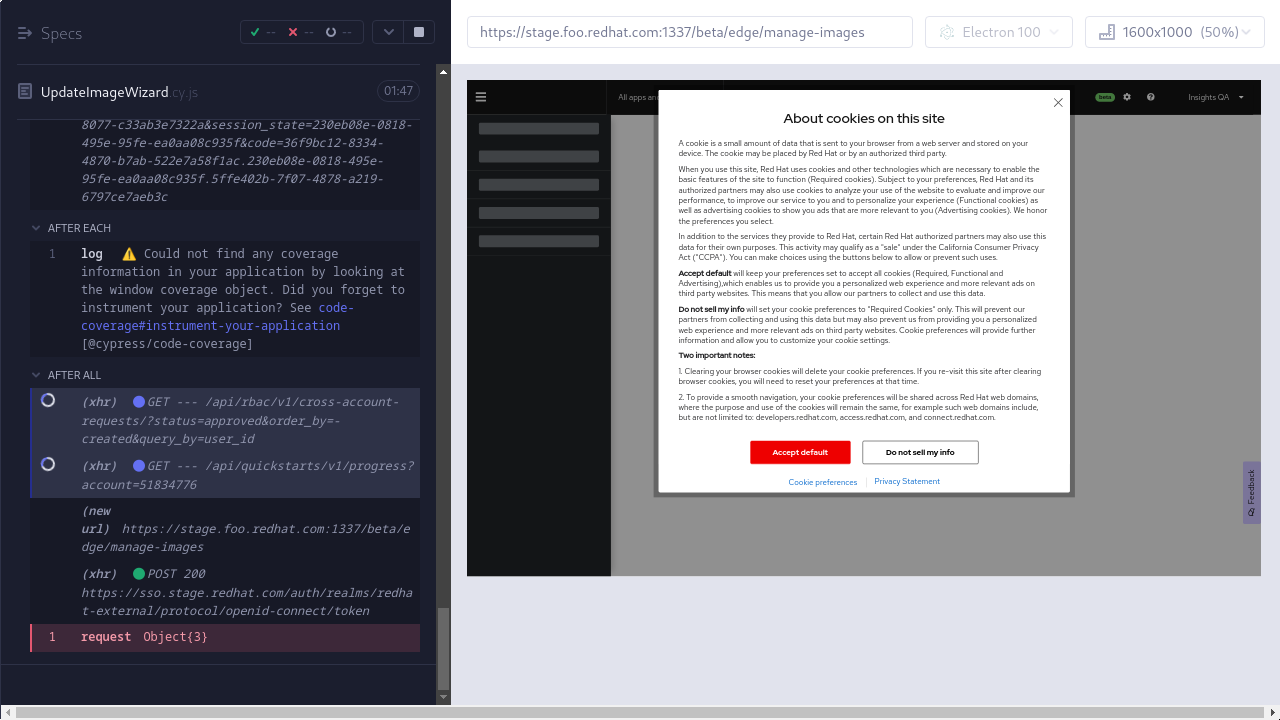 Specs
--
--
--
https://stage.foo.redhat.com:1337/beta/edge/manage-images
Electron 100
1600x1000 (50%)
UpdateImageWizard.cy.js
01:47
8077-c33ab3e7322a&session_state=230eb08e-0818-
495e-95fe-ea0aa08c935f&code=36f9bc12-8334-
4870-b7ab-522e7a58f1ac.230eb08e-0818-495e-
95fe-ea0aa08c935f.5ffe402b-7f07-4878-a219-
6797ce7aeb3c
AFTER EACH
1 log ⚠️ Could not find any coverage
information in your application by looking at
the window coverage object. Did you forget to
instrument your application? See code-
coverage#instrument-your-application
[@cypress/code-coverage]
AFTER ALL
(xhr) GET --- /api/rbac/v1/cross-account-
requests/?status=approved&order_by=-
created&query_by=user_id
(xhr) GET --- /api/quickstarts/v1/progress?
account=51834776
(new
url) https://stage.foo.redhat.com:1337/beta/e
dge/manage-images
(xhr) POST 200
https://sso.stage.redhat.com/auth/realms/redha
t-external/protocol/openid-connect/token
1 request Object{3}
All apps
beta
Insights QA
About cookies on this site
A cookie is a small amount of data that is sent to your browser from a web server and stored on your
device. The cookie may be placed by Red Hat or by an authorized third party.
When you use this site, Red Hat uses cookies and other technologies which are necessary to enable the
basic features of the site to function (Required cookies). Subject to your preferences, Red Hat and its
authorized partners may also use cookies to analyze your use of the website to evaluate and improve our
performance, to improve our service to you and to personalize your experience (Functional cookies) as
well as advertising cookies to show you ads that are more relevant to you (Advertising cookies). We honor
the preferences you select.
In addition to the services they provide to Red Hat, certain Red Hat authorized partners may also use this
data for their own purposes. This activity may qualify as a "sale" under the California Consumer Privacy
Act ("CCPA"). You can make choices using the buttons below to allow or prevent such uses.
Accept default will keep your preferences set to accept all cookies (Required, Functional and
Advertising),which enables us to provide you a personalized web experience and more relevant ads on
third party websites. This means that you allow our partners to collect and use this data.
Do not sell my info will set your cookie preferences to "Required Cookies" only. This will prevent our
partners from collecting and using this data but may also prevent us from providing you a personalized
web experience and more relevant ads on third party websites. Cookie preferences will provide further
information and allow you to customize your cookie settings.
Two important notes:
1. Clearing your browser cookies will delete your cookie preferences. If you re-visit this site after clearing
browser cookies, you will need to reset your preferences at that time.
2. To provide a smooth navigation, your cookie preferences will be shared across Red Hat web domains,
where the purpose and use of the cookies will remain the same, for example such web domains include,
but are not limited to: developers.redhat.com, access.redhat.com, and connect.redhat.com.
Accept default
Do not sell my info
Cookie preferences
Privacy Statement
Feedback